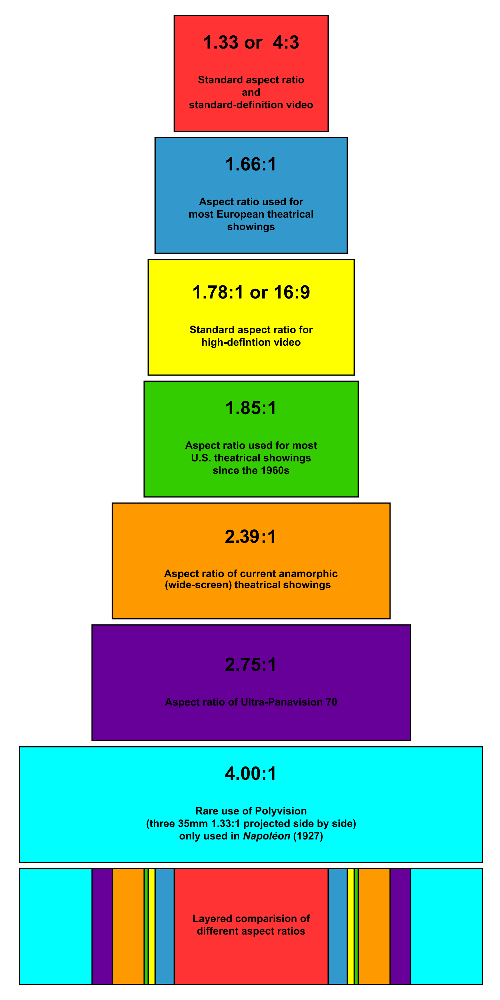 1.33 or  4:3
Standard aspect ratio
and
standard-definition video
1.66:1
Aspect ratio used for
most European theatrical
showings
1.78:1 or 16:9
Standard aspect ratio for
high-defintion video
1.85:1
Aspect ratio used for most
U.S. theatrical showings
since the 1960s
2.39:1
Aspect ratio of current anamorphic
(wide-screen) theatrical showings
2.75:1
Aspect ratio of Ultra-Panavision 70
4.00:1
Rare use of Polyvision
(three 35mm 1.33:1 projected side by side)
only used in Napoléon (1927)
Layered comparision of
different aspect ratios